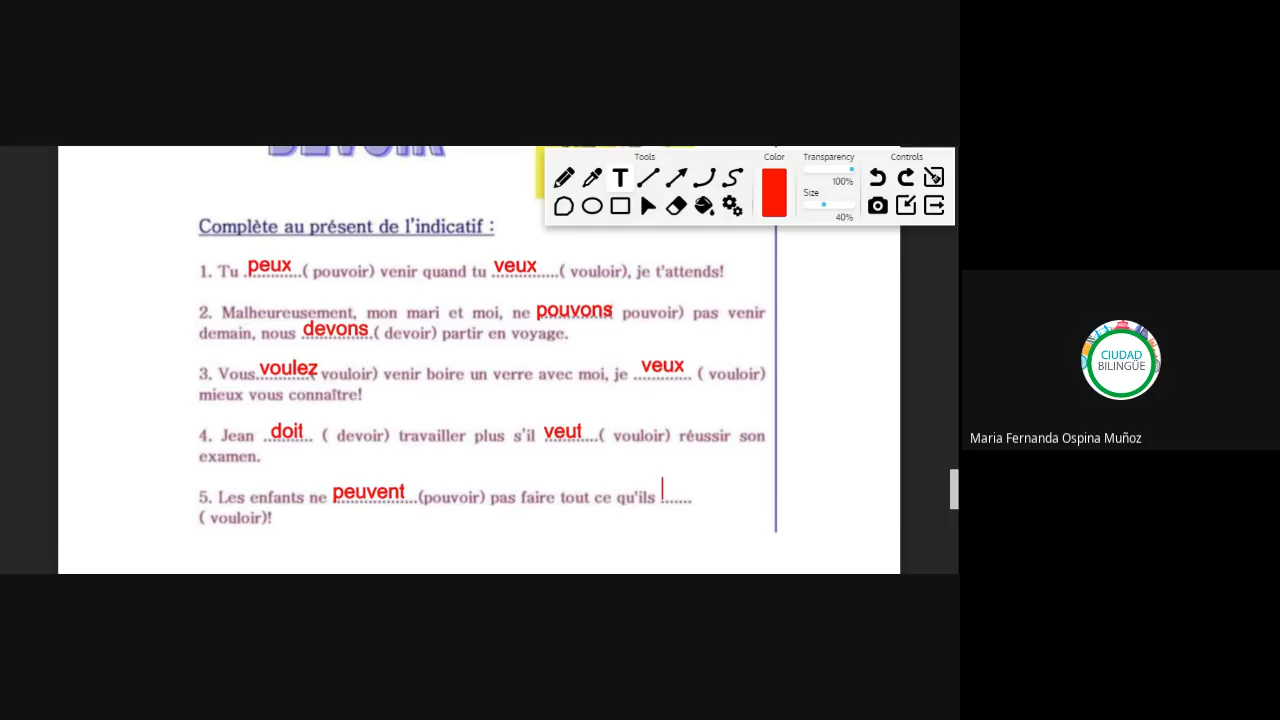 DEVOIR
Tools
Color
Transparency
Controls
100%
Size
40%
Complète au présent de l'indicatif :
1. Tu .peux...(pouvoir) venir quand tu veux....( vouloir), je t'attends!
2. Malheureusement, mon mari et moi, ne pouvons pouvoir) pas venir
demain, nous devons.( devoir) partir en voyage.
3. Vous voulez( vouloir) venir boire un verre avec moi, je veux ( vouloir)
mieux vous connaître!
4. Jean doit.. ( devoir) travailler plus s'il veut...( vouloir) réussir son
examen.
5. Les enfants ne peuvent...(pouvoir) pas faire tout ce qu'ils .......
( vouloir)!
CIUDAD
BILINGÜE
Maria Fernanda Ospina Muñoz